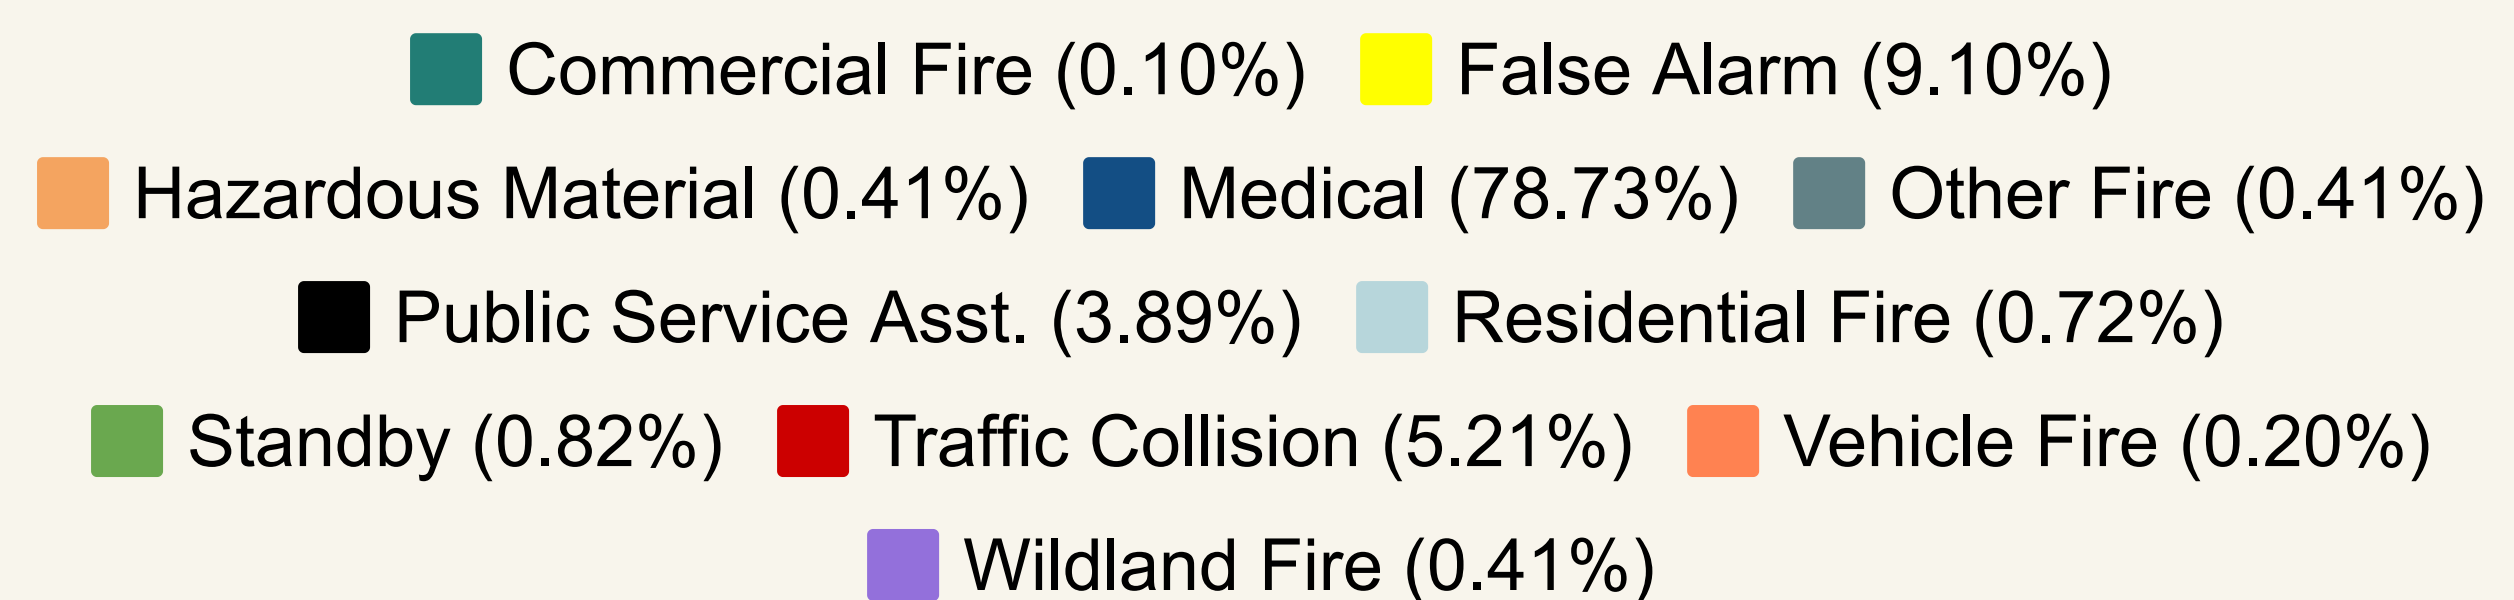 Commercial Fire (0.10%) False Alarm (9.10%)
Hazardous Material (0.41%) Medical (78.73%) Other Fire (0.41%)
Public Service Asst. (3.89%) Residential Fire (0.72%)
Standby (0.82%) Traffic Collision (5.21%) Vehicle Fire (0.20%)
Wildland Fire (0.41%)